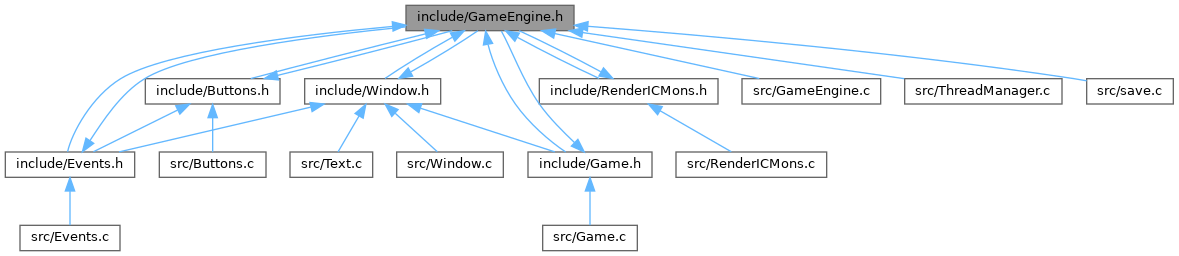 include/GameEngine.h
include/Buttons.h
include/Window.h
include/RenderICMons.h
src/GameEngine.c
src/ThreadManager.c
src/save.c
include/Events.h
src/Buttons.c
src/Text.c
src/Window.c
include/Game.h
src/RenderICMons.c
src/Events.c
src/Game.c